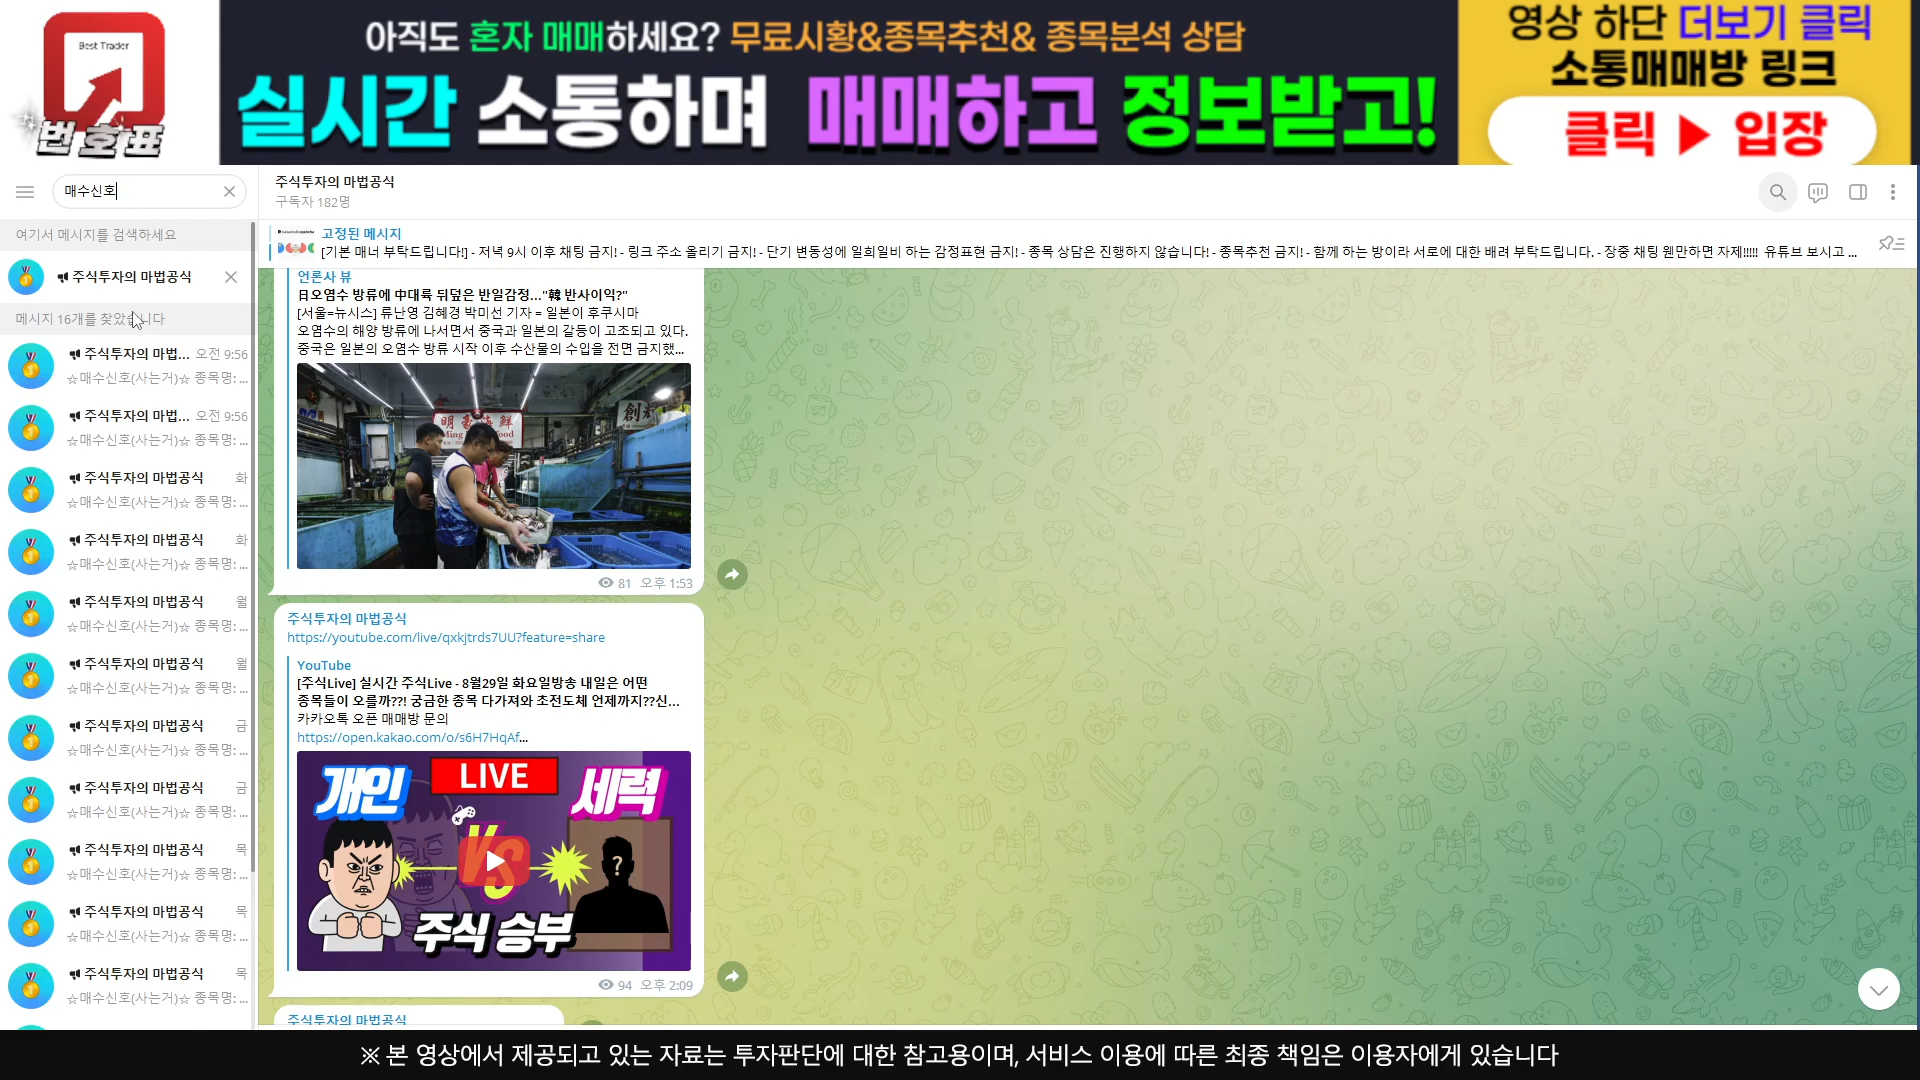 Best Trader
번호표
아직도 혼자 매매하세요? 무료시황&종목추천& 종목분석 상담
실시간 소통하며 매매하고 정보받고!
영상 하단 더보기 클릭
소통매매방 링크
클릭 ▶ 입장
매수신호
여기서 메시지를 검색하세요
주식투자의 마법공식
메시지 16개를 찾았습니다
주식투자의 마법... 오전 9:56
☆매수신호(사는거)☆ 종목명: ...
주식투자의 마법... 오전 9:56
☆매수신호(사는거)☆ 종목명: ...
주식투자의 마법공식 화
☆매수신호(사는거)☆ 종목명: ...
주식투자의 마법공식 화
☆매수신호(사는거)☆ 종목명: ...
주식투자의 마법공식 월
☆매수신호(사는거)☆ 종목명: ...
주식투자의 마법공식 월
☆매수신호(사는거)☆ 종목명: ...
주식투자의 마법공식 금
☆매수신호(사는거)☆ 종목명: ...
주식투자의 마법공식 금
☆매수신호(사는거)☆ 종목명: ...
주식투자의 마법공식 목
☆매수신호(사는거)☆ 종목명: ...
주식투자의 마법공식 목
☆매수신호(사는거)☆ 종목명: ...
주식투자의 마법공식 목
☆매수신호(사는거)☆ 종목명: ...
주식투자의 마법공식
구독자 182명
고정된 메시지
[기본 매너 부탁드립니다!] - 저녁 9시 이후 채팅 금지! - 링크 주소 올리기 금지! - 단기 변동성에 일희일비 하는 감정표현 금지! - 종목 상담은 진행하지 않습니다! - 종목추천 금지! - 함께 하는 방이라 서로에 대한 배려 부탁드립니다. - 장중 채팅 웬만하면 자제!!!!! 유튜브 보시고 ...
언론사 뷰
日오염수 방류에 中대륙 뒤덮은 반일감정..."韓 반사이익?"
[서울=뉴시스] 류난영 김혜경 박미선 기자 = 일본이 후쿠시마
오염수의 해양 방류에 나서면서 중국과 일본의 갈등이 고조되고 있다.
중국은 일본의 오염수 방류 시작 이후 수산물의 수입을 전면 금지했...
明豪海鮮
81 오후 1:53
주식투자의 마법공식
https://youtube.com/live/qxkjtrds7UU?feature=share
YouTube
[주식Live] 실시간 주식Live - 8월29일 화요일방송 내일은 어떤
종목들이 오를까??! 궁금한 종목 다가져와 초전도체 언제까지??신...
카카오톡 오픈 매매방 문의
https://open.kakao.com/o/s6H7HqAf...
개인 LIVE 세력
VS
?
주식 승부
94 오후 2:09
주식투자의 마법공식
※ 본 영상에서 제공되고 있는 자료는 투자판단에 대한 참고용이며, 서비스 이용에 따른 최종 책임은 이용자에게 있습니다